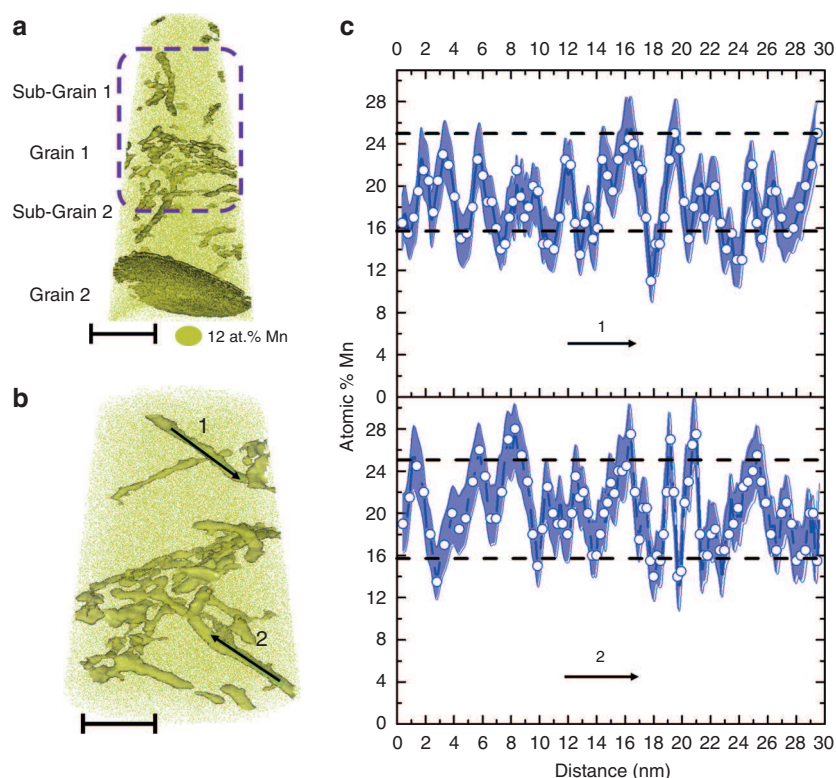 a
Sub-Grain 1
Grain 1
Sub-Grain 2
Grain 2
12 at.% Mn
b
1
2
c
0 2 4 6 8 10 12 14 16 18 20 22 24 26 28 30
28
24
20
16
12
8
4
0
1
28
24
20
16
12
8
4
0
2
Atomic % Mn
0 2 4 6 8 10 12 14 16 18 20 22 24 26 28 30
Distance (nm)